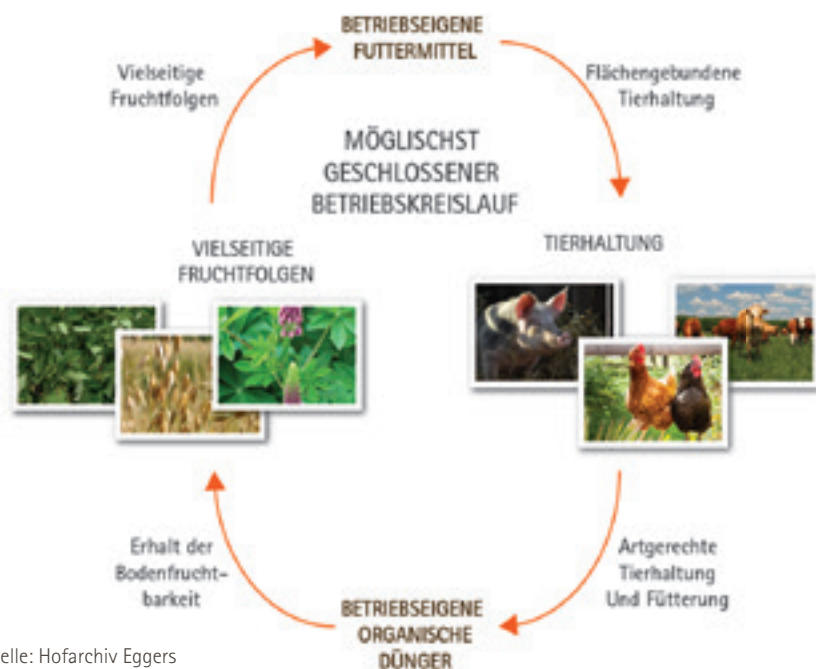 BETRIEBSEIGENE
FUTTERMITTEL
Vielseitige
Fruchtfolgen
Flächengebundene
Tierhaltung
MÖGLISCHST
GESCHLOSSENER
BETRIEBSKREISLAUF
VIELSEITIGE
FRUCHTFOLGEN
TIERHALTUNG
Erhalt der
Bodenfrucht-
barkeit
Artgerechte
Tierhaltung
Und Fütterung
BETRIEBSEIGENE
ORGANISCHE
DÜNGER
elle: Hofarchiv Eggers